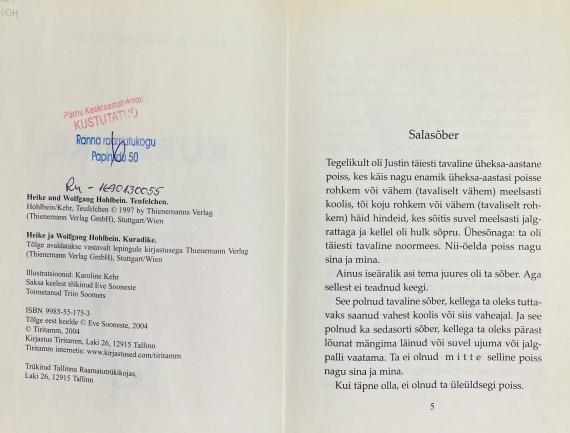 Pärnu Keskraamatukogu
KUSTUTATUD
Ranna raamatukogu
Papiniidu 50
Rn - 1690130055
Heike und Wolfgang Hohlbein. Teufelchen.
Hohlbein/Kehr, Teufelchen © 1997 by Thienemanns Verlag
(Thienemann Verlag GmbH), Stuttgart/Wien
Heike ja Wolfgang Hohlbein. Kuradike.
Tõlge avaldatakse vastavalt lepingule kirjastusega Thienemann Verlag
(Thienemann Verlag GmbH), Stuttgart/Wien
Illustratsioonid: Karoline Kehr
Saksa keelest tõlkinud Eve Sooneste
Toimetanud Triin Soomets
ISBN 9985-55-175-3
Tõlge eesti keelde © Eve Sooneste, 2004
© Tiritamm, 2004
Kirjastus Tiritamm, Laki 26, 12915 Tallinn
Tiritamm internetis: www.kirjastused.com/tiritamm
Trükitud Tallinna Raamatutrükikojas,
Laki 26, 12915 Tallinn
Salasõber
Tegelikult oli Justin täiesti tavaline üheksa-aastane
poiss, kes käis nagu enamik üheksa-aastasi poisse
rohkem või vähem (tavaliselt vähem) meelsasti
koolis, tõi koju rohkem või vähem (tavaliselt roh-
kem) häid hindeid, kes sõitis suvel meelsasti jalg-
rattaga ja kellel oli hulk sõpru. Ühesõnaga: ta oli
täiesti tavaline noormees. Nii-öelda poiss nagu
sina ja mina.
Ainus iseäralik asi tema juures oli ta sõber. Aga
sellest ei teadnud keegi.
See polnud tavaline sõber, kellega ta oleks tutta-
vaks saanud vahest koolis või siis vaheajal. Ja see
polnud ka sedasorti sõber, kellega ta oleks pärast
lõunat mängima läinud või suvel ujuma või jalg-
palli vaatama. Ta ei olnud mitte selline poiss
nagu sina ja mina.
Kui täpne olla, ei olnud ta üleüldsegi poiss.
5